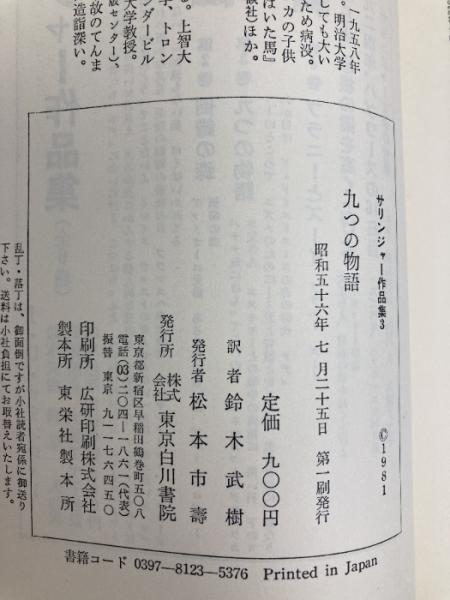 一九五八年
。明治大学
しても大い
ため病没。
カの子供
ばいた馬』
談社)ほか。
。上智大
子、トロン
ンダービル
大学教授。
版センター)、
故のてんま
造詣深い。
サリンジャー作品集3
九つの物語
©1981
昭和五十六年 七月二十五日 第一刷発行
定価 九〇〇円
訳者 鈴木武樹
発行者 松本市壽
発行所 株式会社 東京白川書院
東京都新宿区早稲田鶴巻町五〇八
電話(03)二〇四―一八六一(代表)
振替 東京 九―一七六四五〇
印刷所 広研印刷株式会社
製本所 東栄社製本所
乱丁・落丁は、御面倒ですが小社読者宛係に御送り
下さい。送料は小社負担にてお取替えいたします。
書籍コード 0397―8123―5376 Printed in Japan